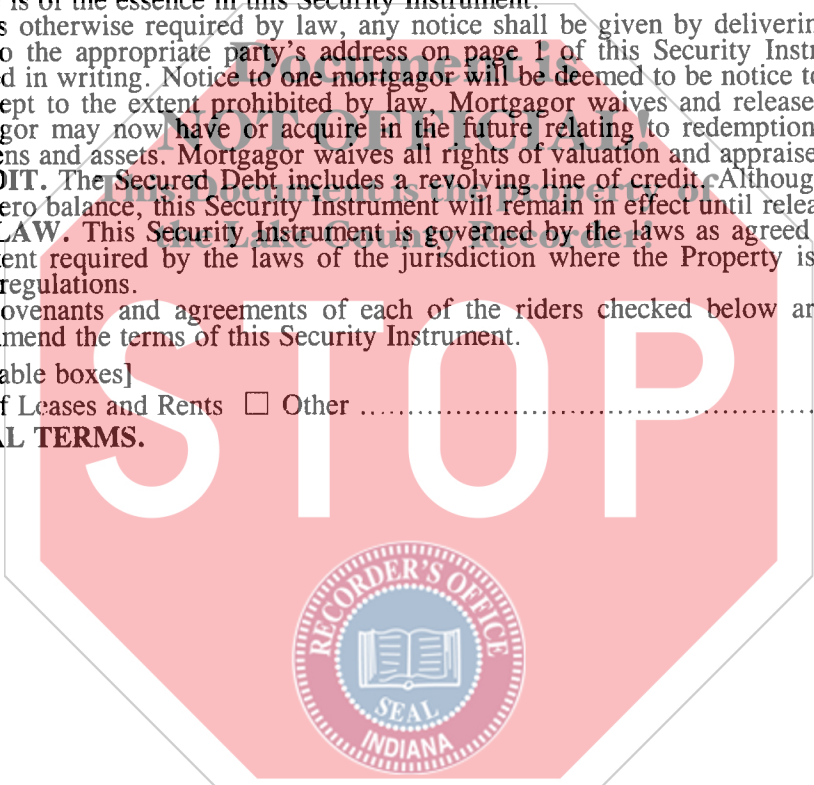 is of the essence in this Security Instrument.
s otherwise required by law, any notice shall be given by deliverin
o the appropriate party's address on page 1 of this Security Instr
d in writing. Notice to one mortgagor will be deemed to be notice to
ept to the extent prohibited by law, Mortgagor waives and release
gor may now have or acquire in the future relating to redemption
ens and assets. Mortgagor waives all rights of valuation and appraise
DIT. The Secured Debt includes a revolving line of credit. Althoug
ero balance, this Security Instrument will remain in effect until relea
LAW. This Security Instrument is governed by the laws as agreed
ent required by the laws of the jurisdiction where the Property is
regulations.
ovenants and agreements of each of the riders checked below ar
mend the terms of this Security Instrument.
able boxes]
f Leases and Rents ☐ Other
AL TERMS.
Document is
NOT OFFICIAL!
This Document is the property of
the Lake County Recorder!
STOP
RECORDER'S OFFICE
SEAL
INDIANA